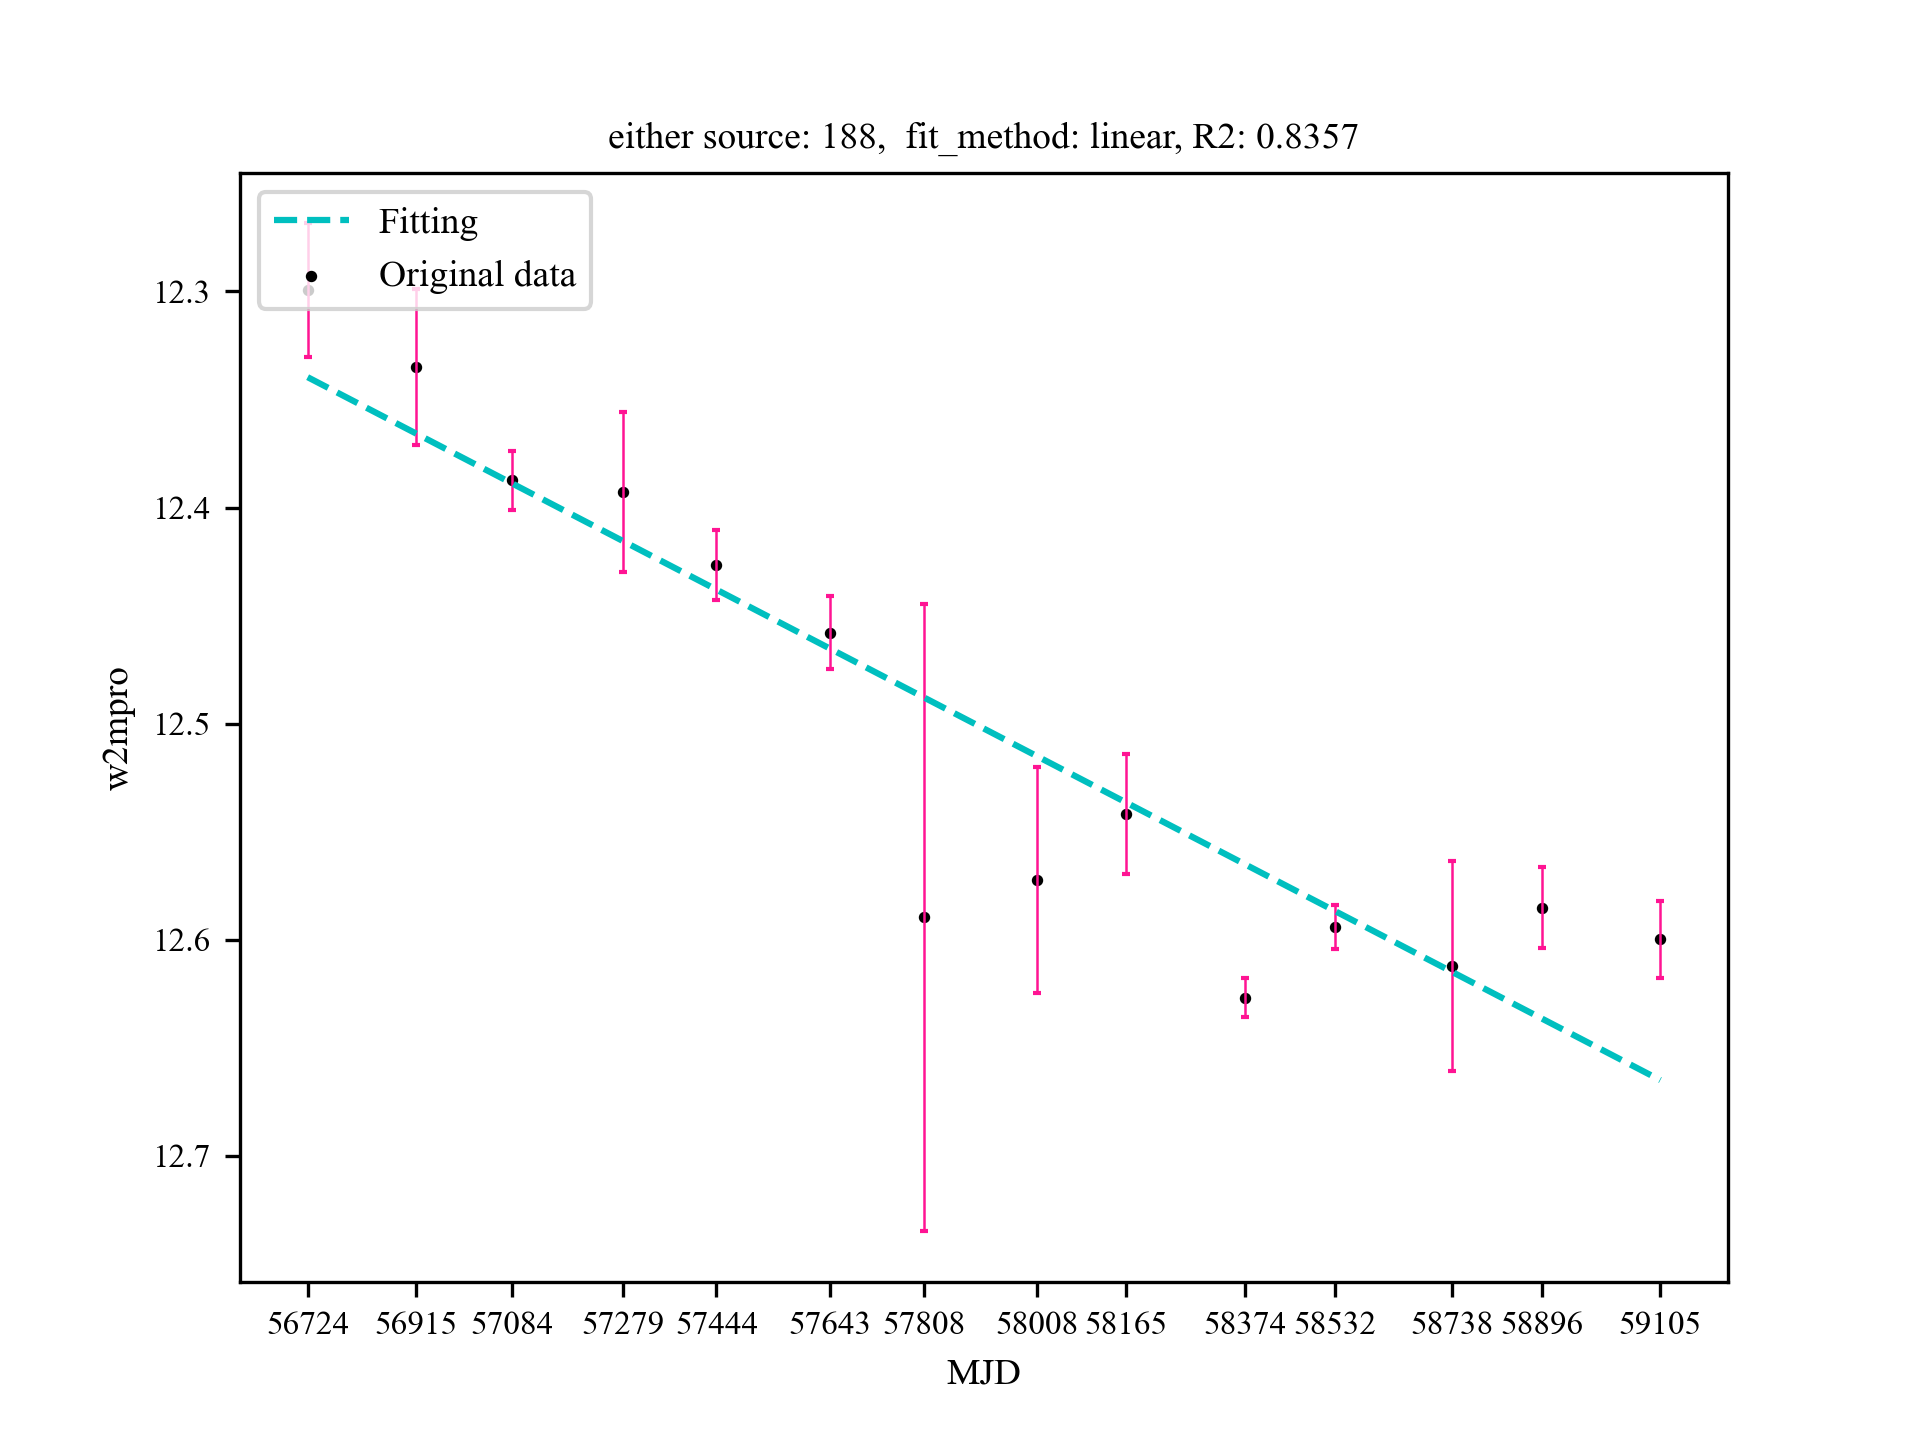 either source: 188,  fit_method: linear, R2: 0.8357
Fitting
Original data
12.3
12.4
12.5
12.6
12.7
w2mpro
56724 56915 57084 57279 57444 57643 57808 58008 58165 58374 58532 58738 58896 59105
MJD